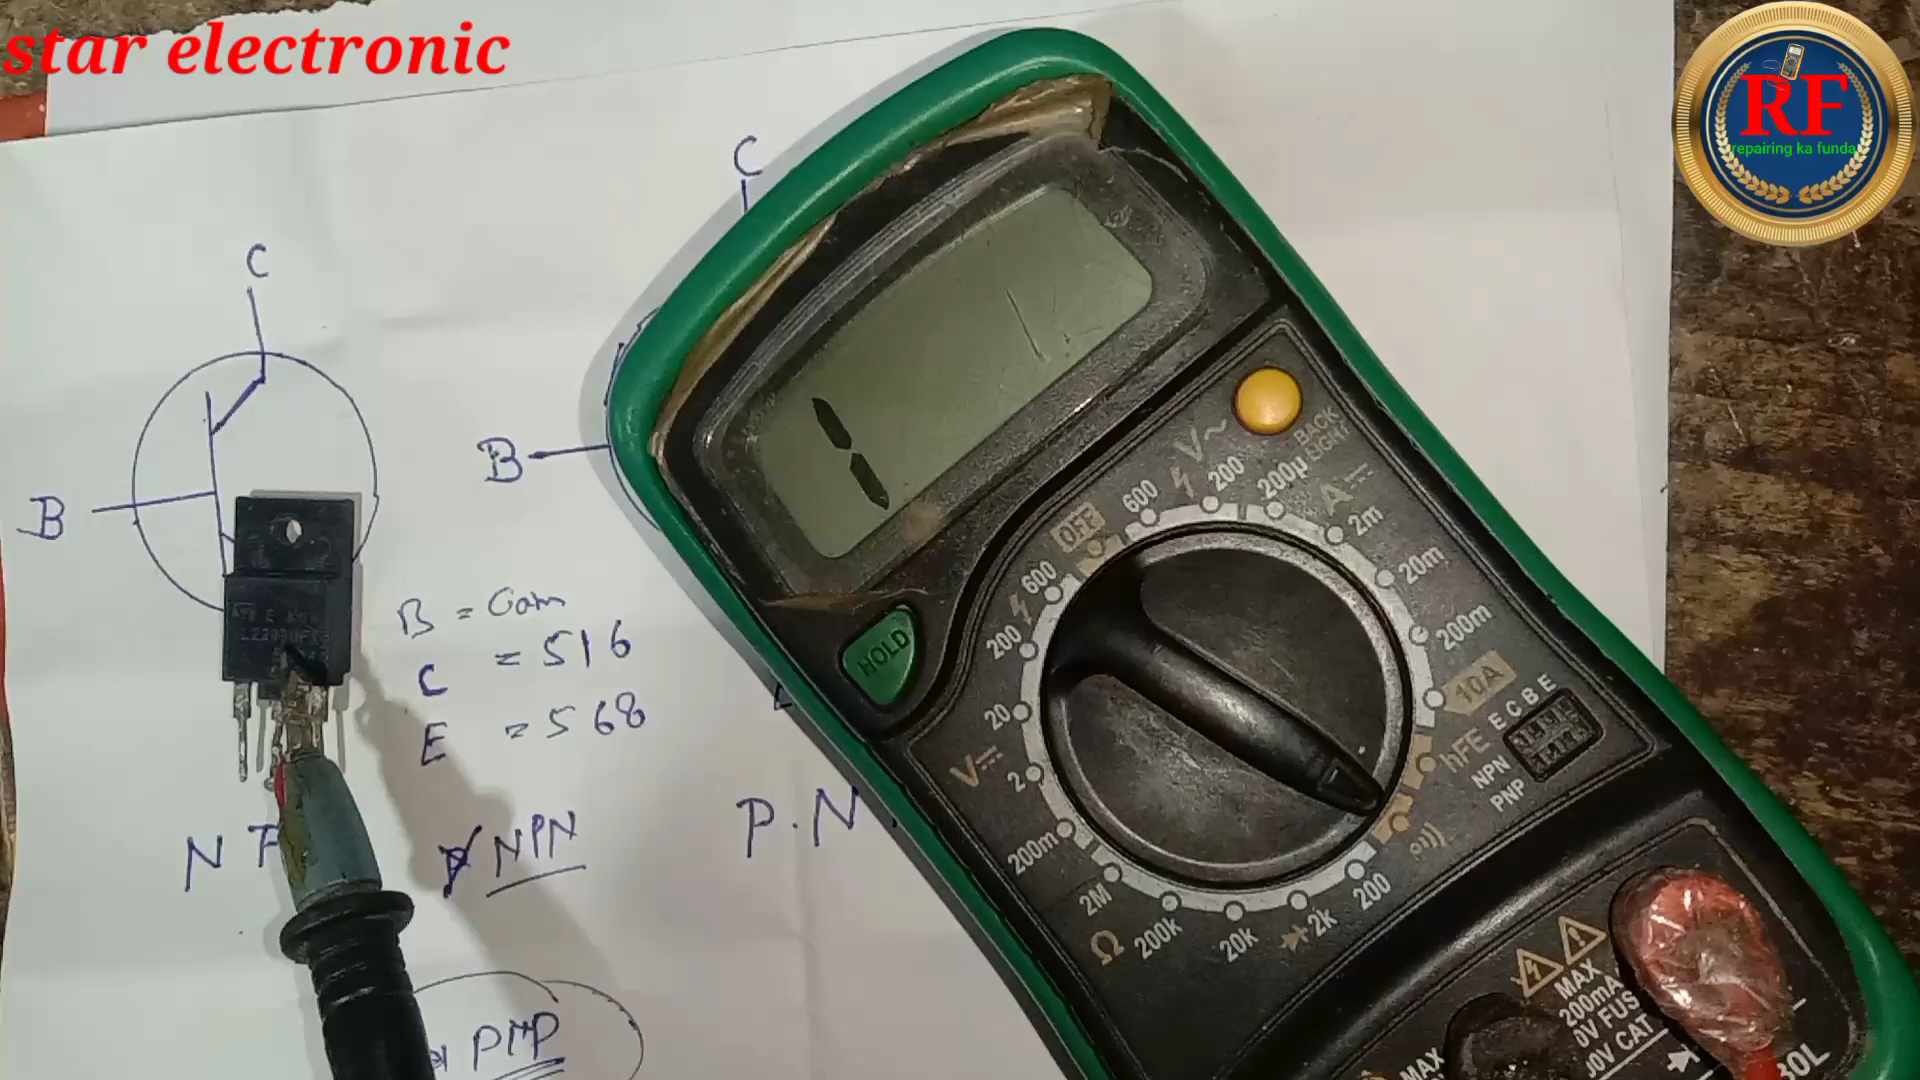 star electronic
RF
repairing ka funda
C
C
B
B
B = Com
C = 516
E = 568
N
NPN
P.N
PNP
1
HOLD
OFF
BACK
LIGHT
V~
600
200
200µ
A
2m
20m
200m
10A
hFE
E C B E
NPN
PNP
200
2k
20k
200k
2M
Ω
200m
2
20
200
600
V
MAX
200mA
MAX